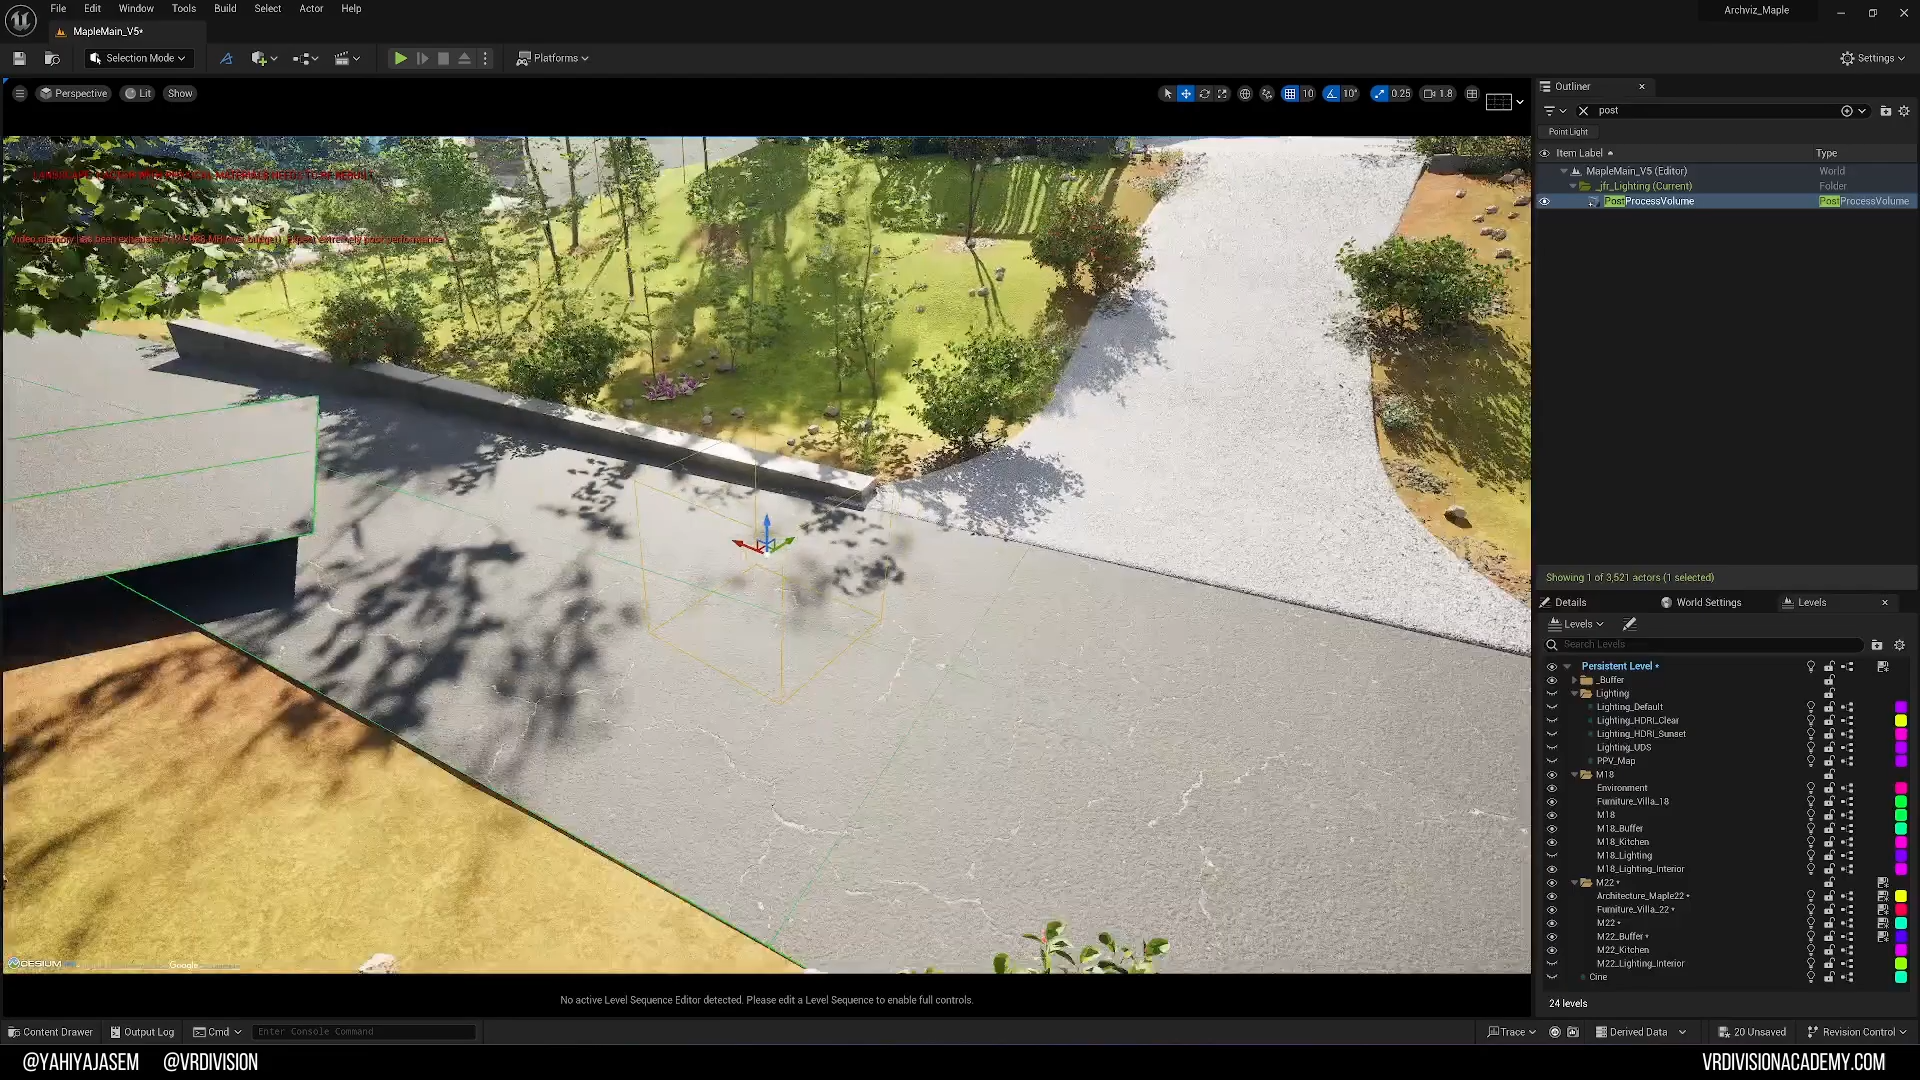 File Edit Window Tools Build Select Actor Help
Archviz_Maple
MapleMain_V5*
Selection Mode
Platforms
Settings
Perspective Lit Show
10 10° 0.25 1.8
Outliner
post
Point Light
Item Label Type
MapleMain_V5 (Editor) World
_jfr_Lighting (Current) Folder
PostProcessVolume PostProcessVolume
Showing 1 of 3,521 actors (1 selected)
Details World Settings Levels
Levels
Search Levels
Persistent Level *
_Buffer
Lighting
Lighting_Default
Lighting_HDRI_Clear
Lighting_HDRI_Sunset
Lighting_UDS
PPV_Map
M18
Environment
Furniture_Villa_18
M18
M18_Buffer
M18_Kitchen
M18_Lighting
M18_Lighting_Interior
M22 *
Architecture_Maple22 *
Furniture_Villa_22 *
M22 *
M22_Buffer *
M22_Kitchen
M22_Lighting_Interior
Cine
24 levels
CESIUM
Google
No active Level Sequence Editor detected. Please edit a Level Sequence to enable full controls.
Content Drawer Output Log Cmd Enter Console Command
Trace Derived Data 20 Unsaved Revision Control
@YAHIYAJASEM @VRDIVISION
VRDIVISIONACADEMY.COM